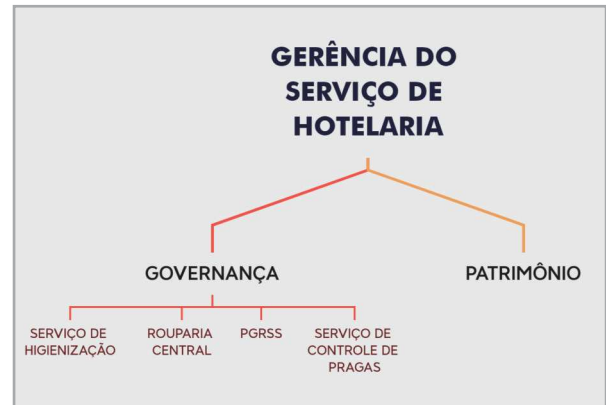 GERÊNCIA DO
SERVIÇO DE
HOTELARIA
GOVERNANÇA
PATRIMÔNIO
SERVIÇO DE
HIGIENIZAÇÃO
ROUPARIA
CENTRAL
PGRSS
SERVIÇO DE
CONTROLE DE
PRAGAS